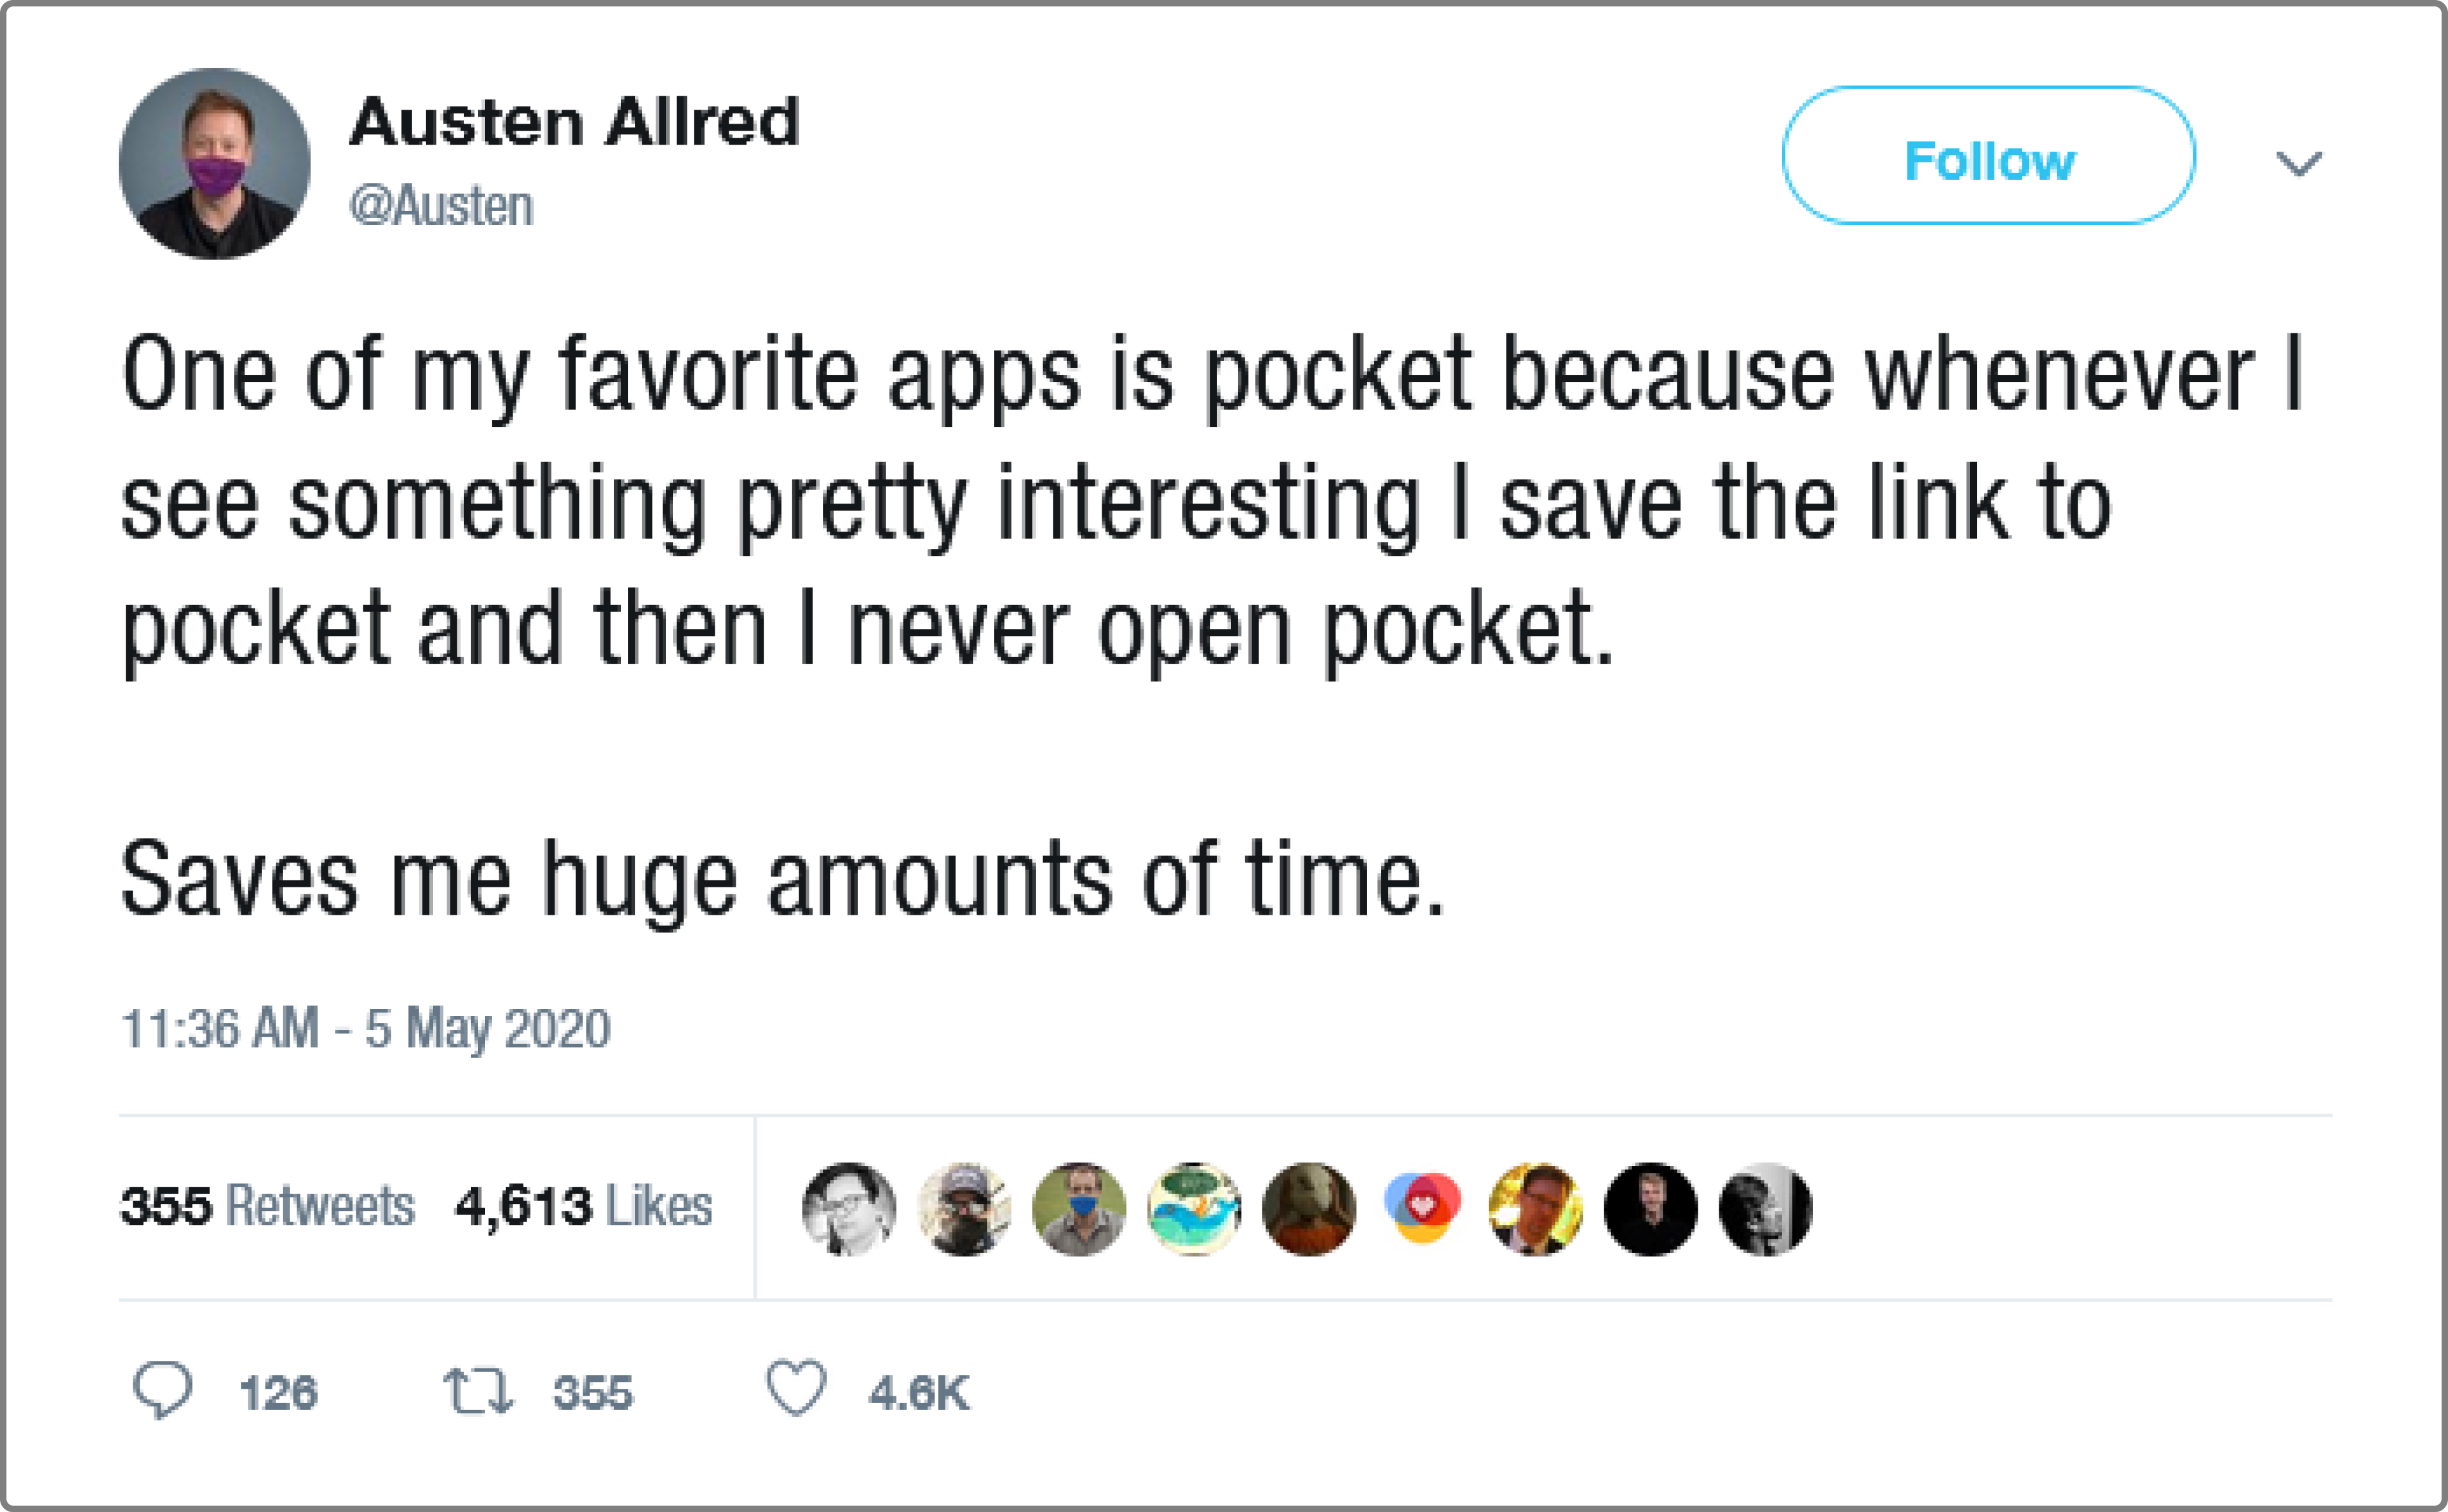 Austen Allred
@Austen
Follow
One of my favorite apps is pocket because whenever I
see something pretty interesting I save the link to
pocket and then I never open pocket.
Saves me huge amounts of time.
11:36 AM - 5 May 2020
355 Retweets 4,613 Likes
126 355 4.6K